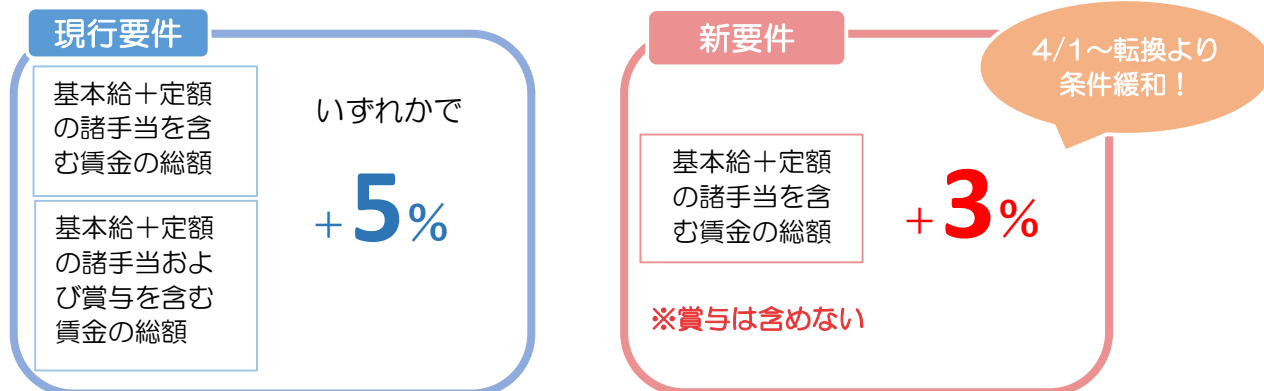 現行要件
基本給＋定額
の諸手当を含
む賃金の総額
基本給＋定額
の諸手当およ
び賞与を含む
賃金の総額
いずれかで
＋5％
新要件
4/1～転換より
条件緩和！
基本給＋定額
の諸手当を含
む賃金の総額
＋3％
※賞与は含めない